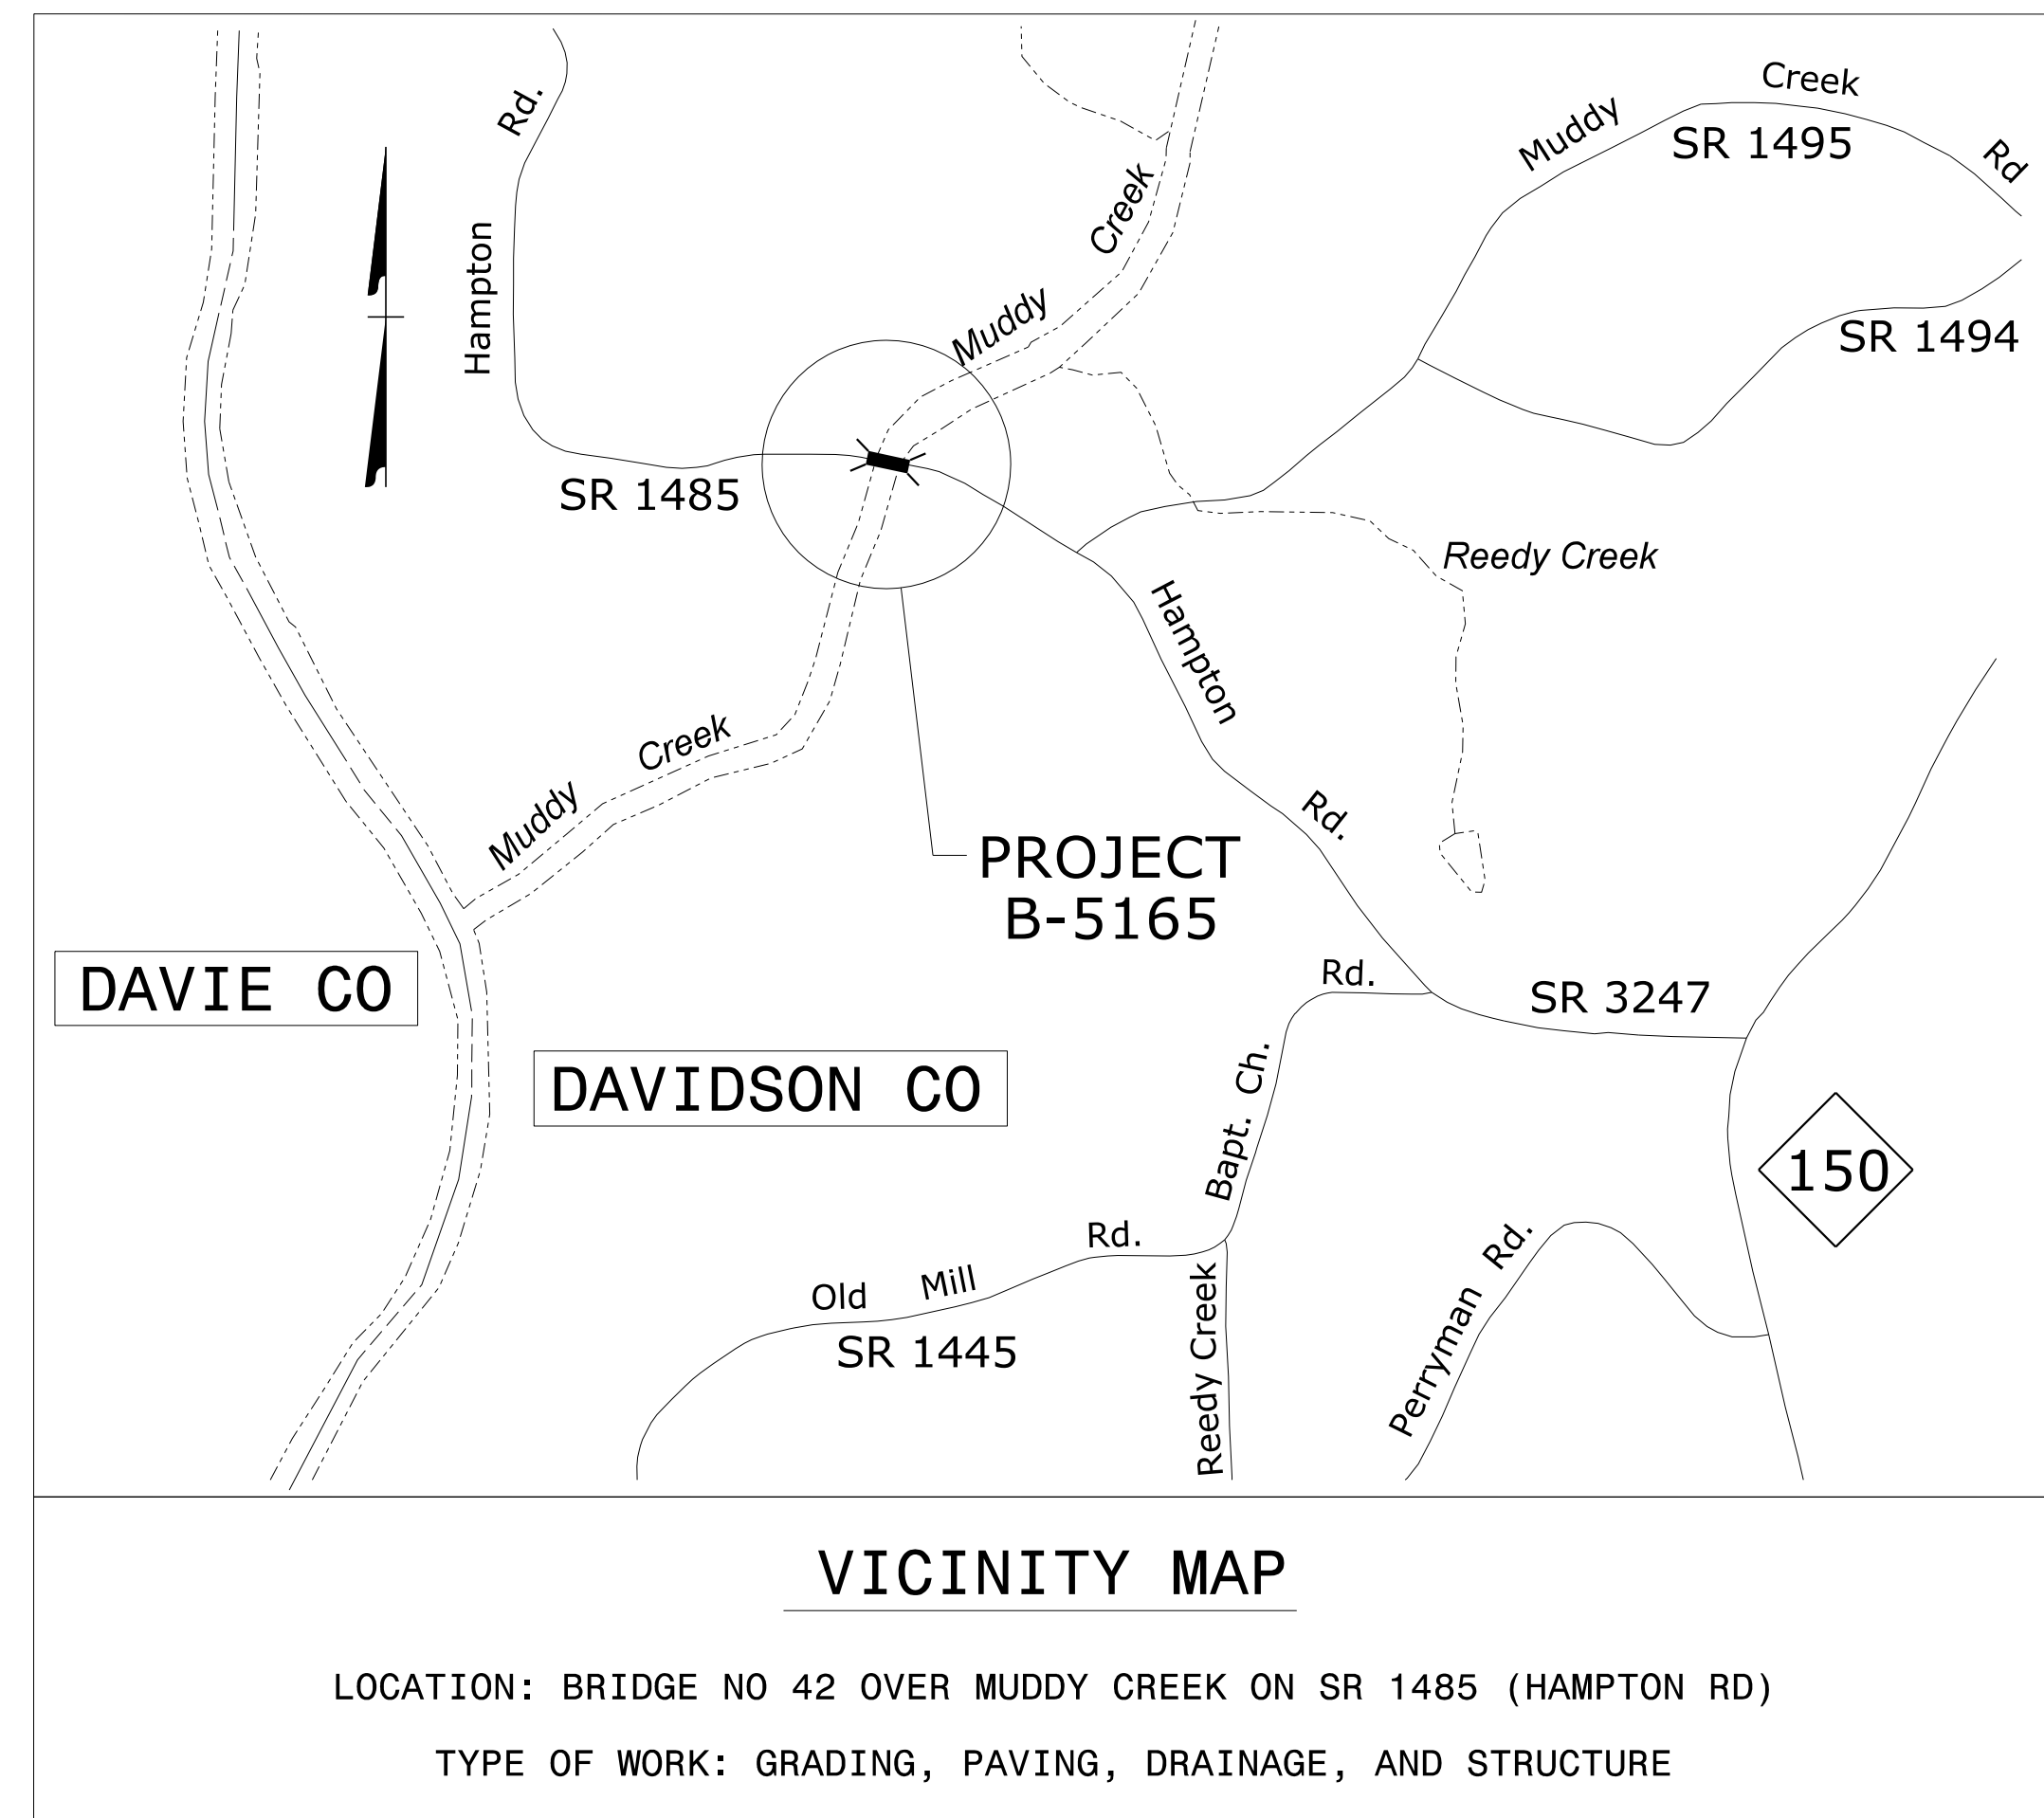 Creek
Muddy
SR 1495
Rd
Rd.
Hampton
Creek
Muddy
SR 1494
SR 1485
Reedy Creek
Hampton
Rd.
Creek
Muddy
PROJECT
B-5165
DAVIE CO
Rd.
SR 3247
DAVIDSON CO
Bapt. Ch.
150
Old Mill Rd.
SR 1445
Reedy Creek
Perryman Rd.
VICINITY MAP
LOCATION: BRIDGE NO 42 OVER MUDDY CREEK ON SR 1485 (HAMPTON RD)
TYPE OF WORK: GRADING, PAVING, DRAINAGE, AND STRUCTURE